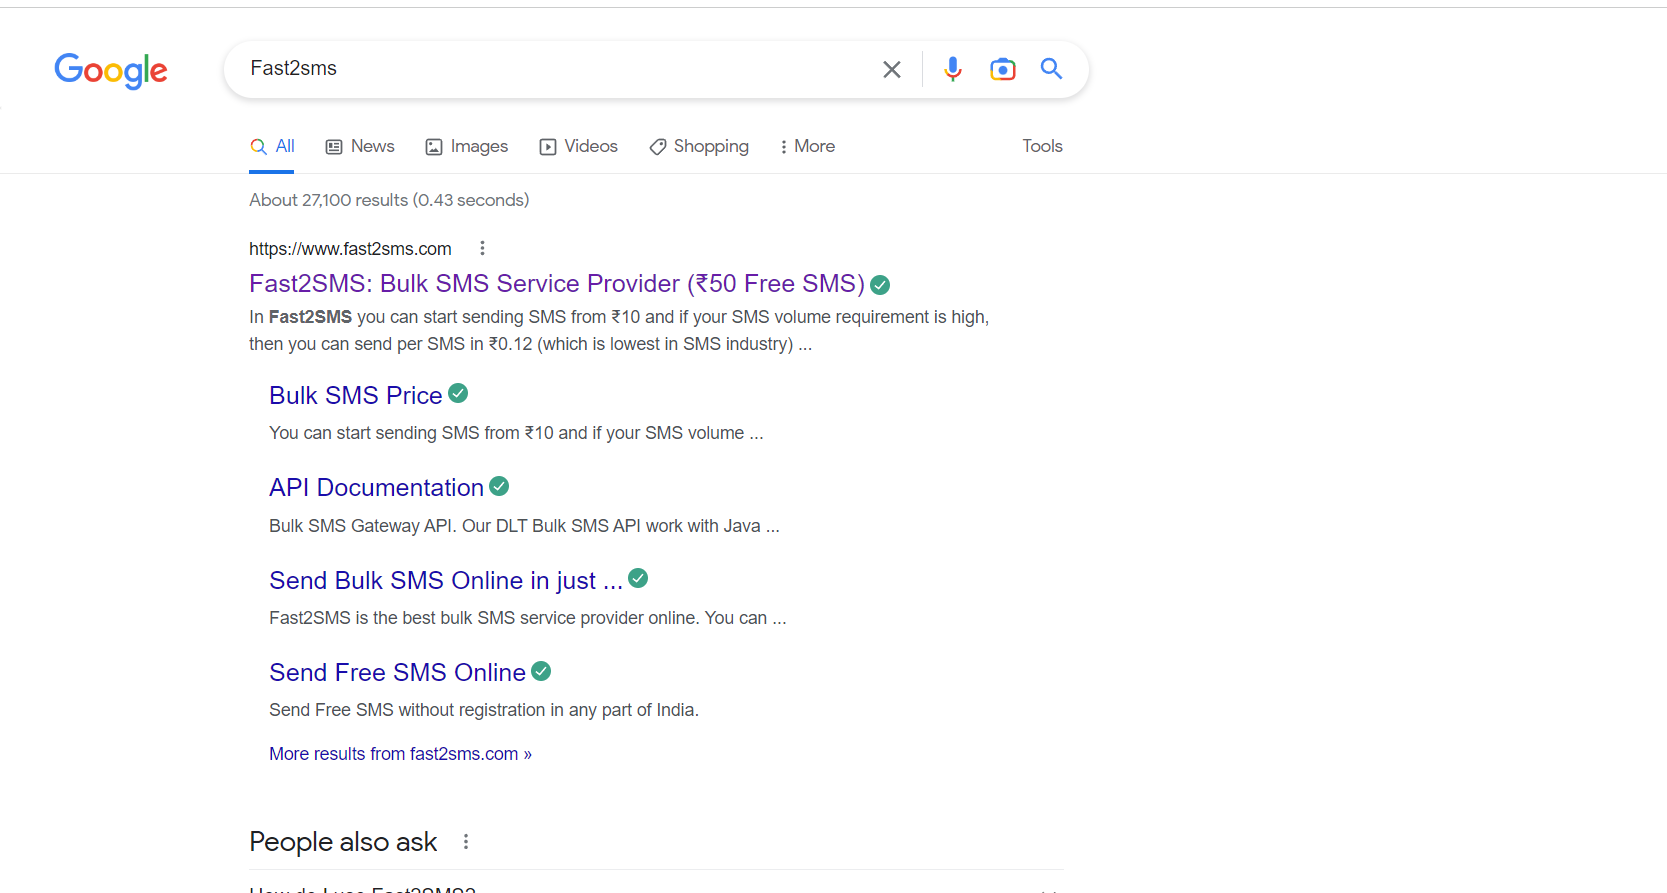 Google
Fast2sms
All News Images Videos Shopping More Tools
About 27,100 results (0.43 seconds)
https://www.fast2sms.com
Fast2SMS: Bulk SMS Service Provider (₹50 Free SMS)
In Fast2SMS you can start sending SMS from ₹10 and if your SMS volume requirement is high,
then you can send per SMS in ₹0.12 (which is lowest in SMS industry) ...
Bulk SMS Price
You can start sending SMS from ₹10 and if your SMS volume ...
API Documentation
Bulk SMS Gateway API. Our DLT Bulk SMS API work with Java ...
Send Bulk SMS Online in just ...
Fast2SMS is the best bulk SMS service provider online. You can ...
Send Free SMS Online
Send Free SMS without registration in any part of India.
More results from fast2sms.com »
People also ask
How do I use Fast2SMS?